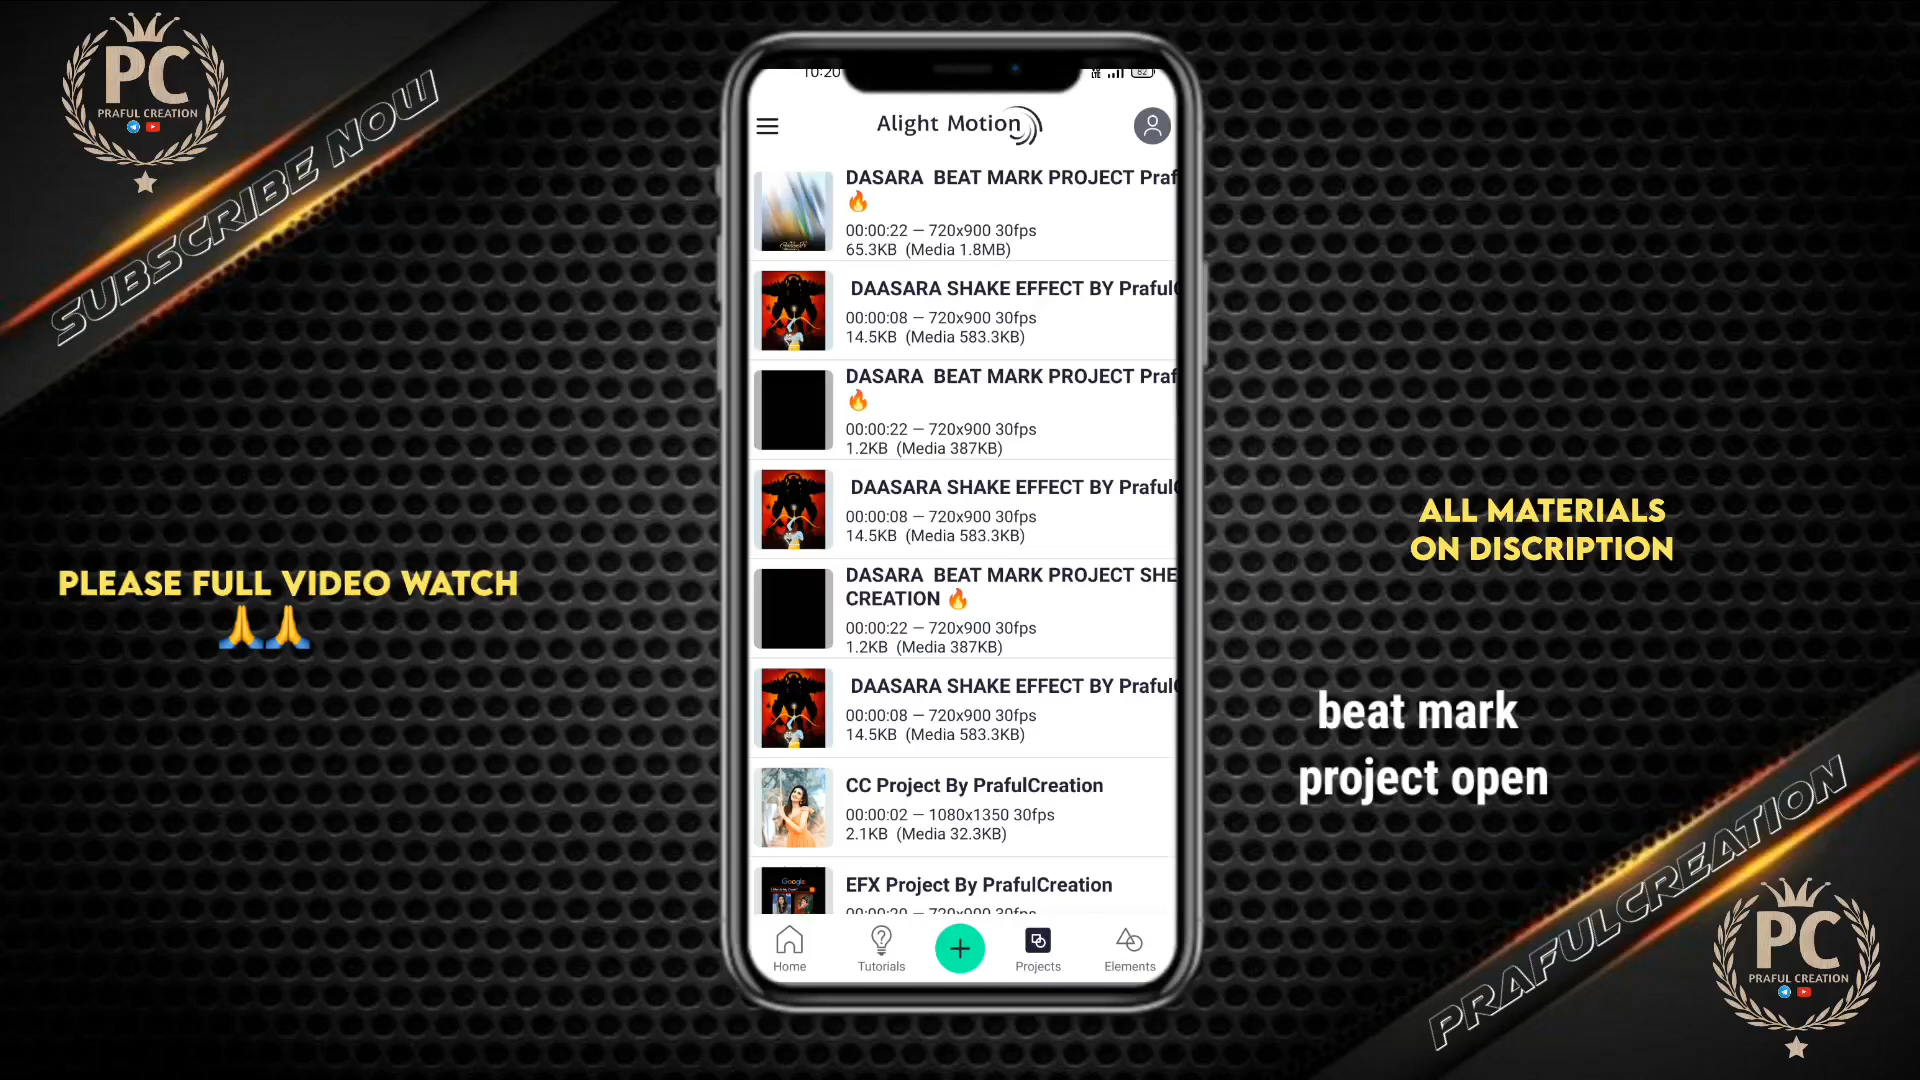 PC
PRAFUL CREATION
SUBSCRIBE NOW
PLEASE FULL VIDEO WATCH
🙏🙏
10:20
82
Alight Motion
DASARA  BEAT MARK PROJECT Praf
🔥
00:00:22 — 720x900 30fps
65.3KB  (Media 1.8MB)
DAASARA SHAKE EFFECT BY Praful
00:00:08 — 720x900 30fps
14.5KB  (Media 583.3KB)
DASARA  BEAT MARK PROJECT Praf
🔥
00:00:22 — 720x900 30fps
1.2KB  (Media 387KB)
DAASARA SHAKE EFFECT BY Praful
00:00:08 — 720x900 30fps
14.5KB  (Media 583.3KB)
DASARA  BEAT MARK PROJECT SHE
CREATION 🔥
00:00:22 — 720x900 30fps
1.2KB  (Media 387KB)
DAASARA SHAKE EFFECT BY Praful
00:00:08 — 720x900 30fps
14.5KB  (Media 583.3KB)
CC Project By PrafulCreation
00:00:02 — 1080x1350 30fps
2.1KB  (Media 32.3KB)
Google
EFX Project By PrafulCreation
00:00:20 — 720x900 30fps
Home
Tutorials
Projects
Elements
ALL MATERIALS
ON DISCRIPTION
beat mark
project open
PRAFULCREATION
PC
PRAFUL CREATION